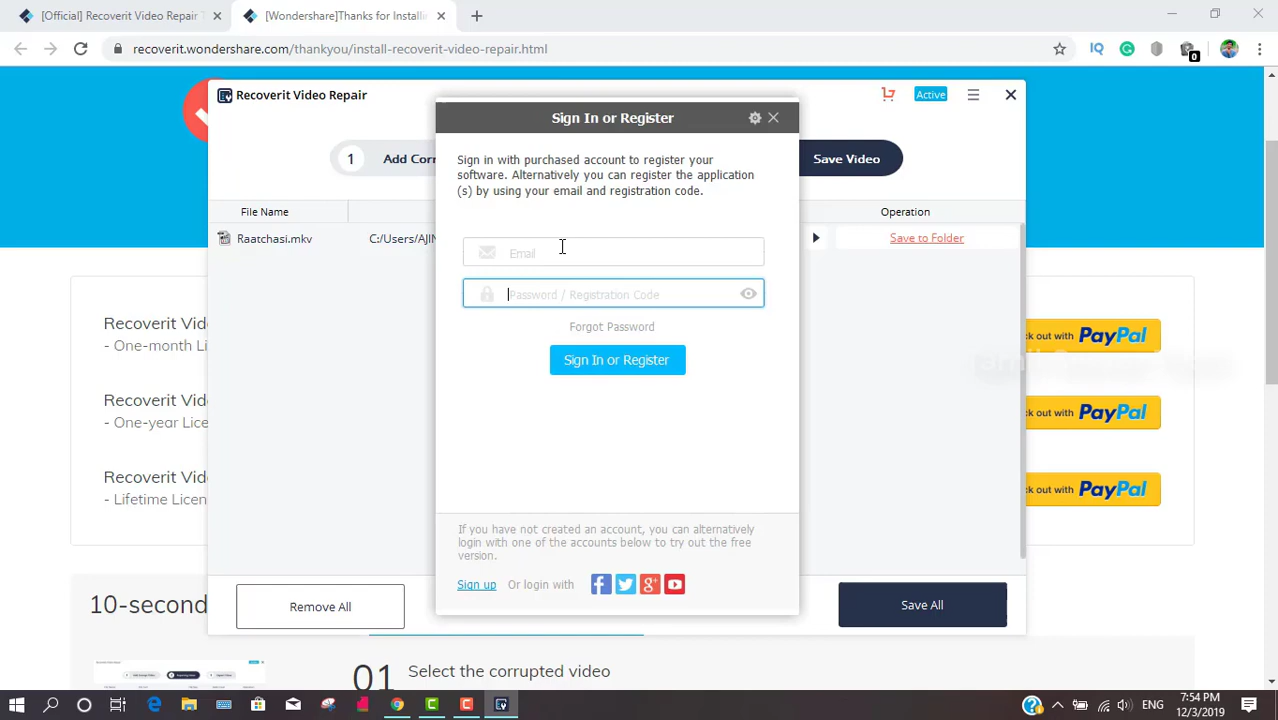 [Official] Recoverit Video Repair T
[Wondershare]Thanks for Installi
recoverit.wondershare.com/thankyou/install-recoverit-video-repair.html
IQ
0
Recoverit Video Repair
Active
Sign In or Register
1
Add Cor
Save Video
Sign in with purchased account to register your
software. Alternatively you can register the application
(s) by using your email and registration code.
File Name
Operation
Raatchasi.mkv
C:/Users/AJIN
Save to Folder
Email
Password / Registration Code
Forgot Password
Sign In or Register
Recoverit Vid
- One-month Li
ck out with PayPal
Recoverit Vid
- One-year Lice
ck out with PayPal
Recoverit Vid
- Lifetime Licen
ck out with PayPal
If you have not created an account, you can alternatively
login with one of the accounts below to try out the free
version.
Sign up
Or login with
Remove All
Save All
10-second
01
Select the corrupted video
ENG
7:54 PM
12/3/2019